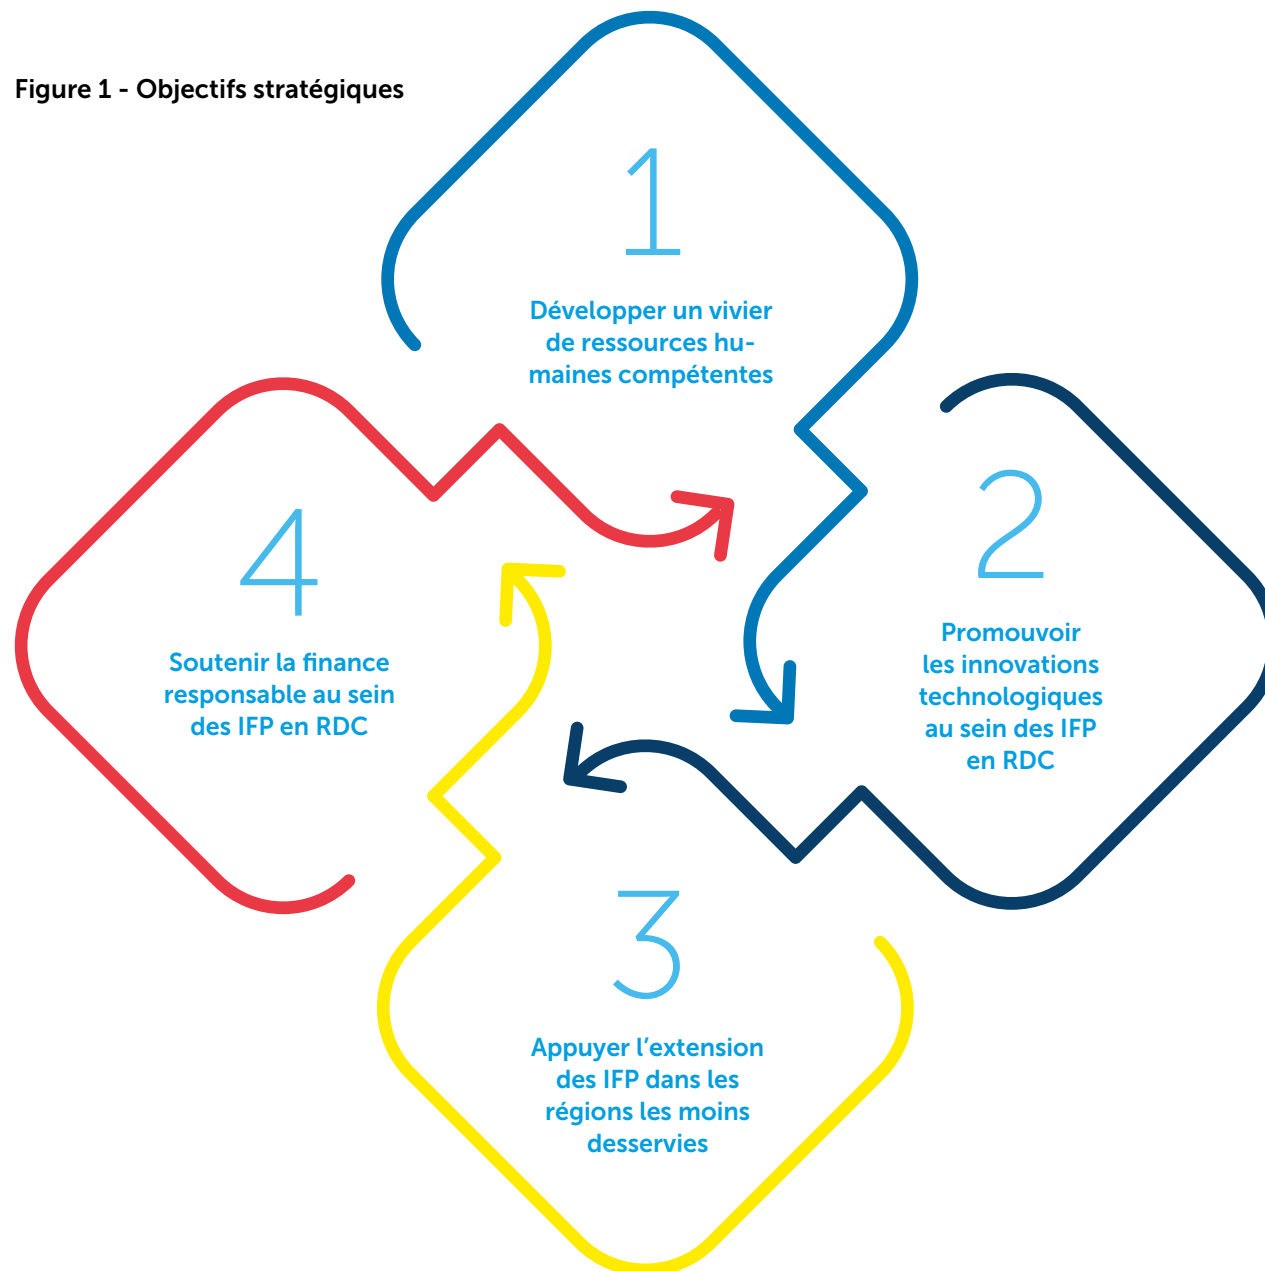 Figure 1 - Objectifs stratégiques
1
Développer un vivier
de ressources hu-
maines compétentes
2
Promouvoir
les innovations
technologiques
au sein des IFP
en RDC
3
Appuyer l’extension
des IFP dans les
régions les moins
desservies
4
Soutenir la finance
responsable au sein
des IFP en RDC